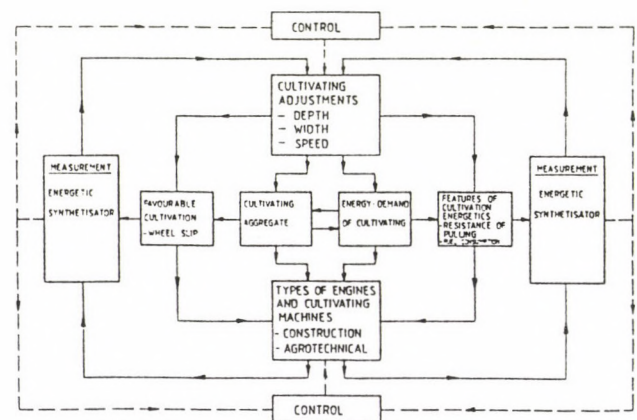 CONTROL
CULTIVATING
ADJUSTMENTS
- DEPTH
- WIDTH
- SPEED
MEASUREMENT
ENERGETIC
SYNTHETISATOR
FAVOURABLE
CULTIVATION
-WHEEL SLIP
CULTIVATING
AGGREGATE
ENERGY-DEMAND
OF CULTIVATING
FEATURES OF
CULTIVATION
ENERGETICS
-RESISTANCE OF
PULLING
MEASUREMENT
ENERGETIC
SYNTHETISATOR
TYPES OF ENGINES
AND CULTIVATING
MACHINES
- CONSTRUCTION
- AGROTECHNICAL
CONTROL